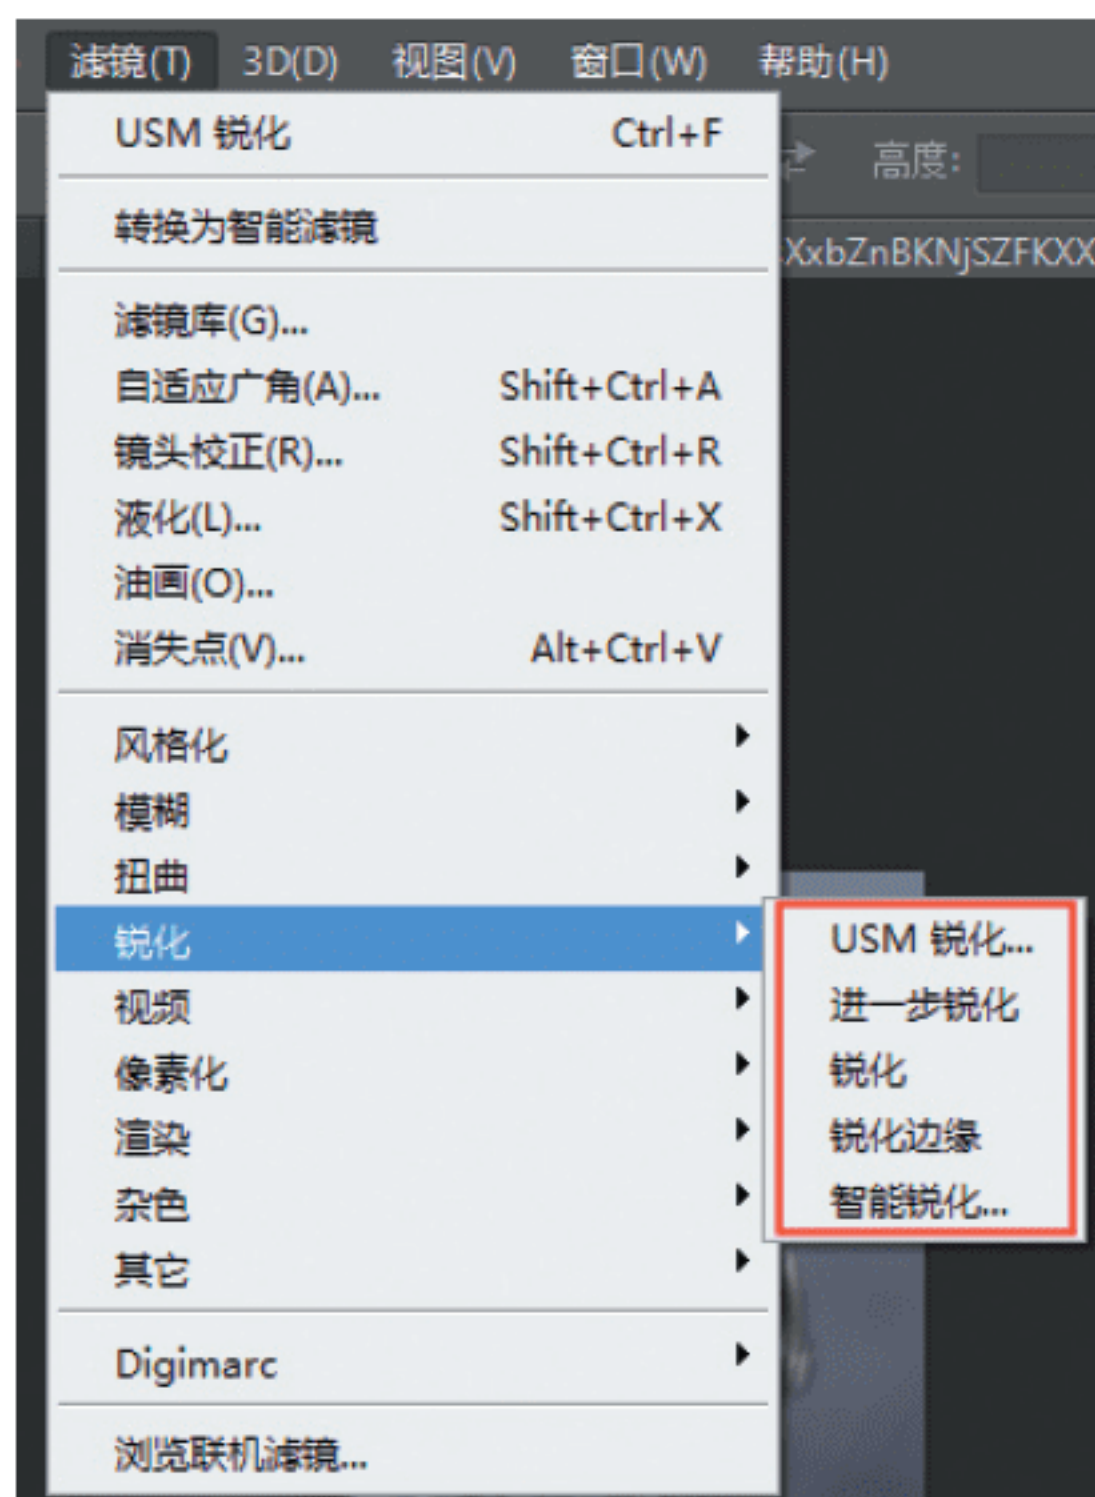 滤镜(T) 3D(D) 视图(V) 窗口(W) 帮助(H)
USM 锐化 Ctrl+F
高度:
转换为智能滤镜
XxbZnBKNjSZFKXX
滤镜库(G)...
自适应广角(A)... Shift+Ctrl+A
镜头校正(R)... Shift+Ctrl+R
液化(L)... Shift+Ctrl+X
油画(O)...
消失点(V)... Alt+Ctrl+V
风格化
模糊
扭曲
锐化
视频
像素化
渲染
杂色
其它
Digimarc
浏览联机滤镜...
USM 锐化...
进一步锐化
锐化
锐化边缘
智能锐化...